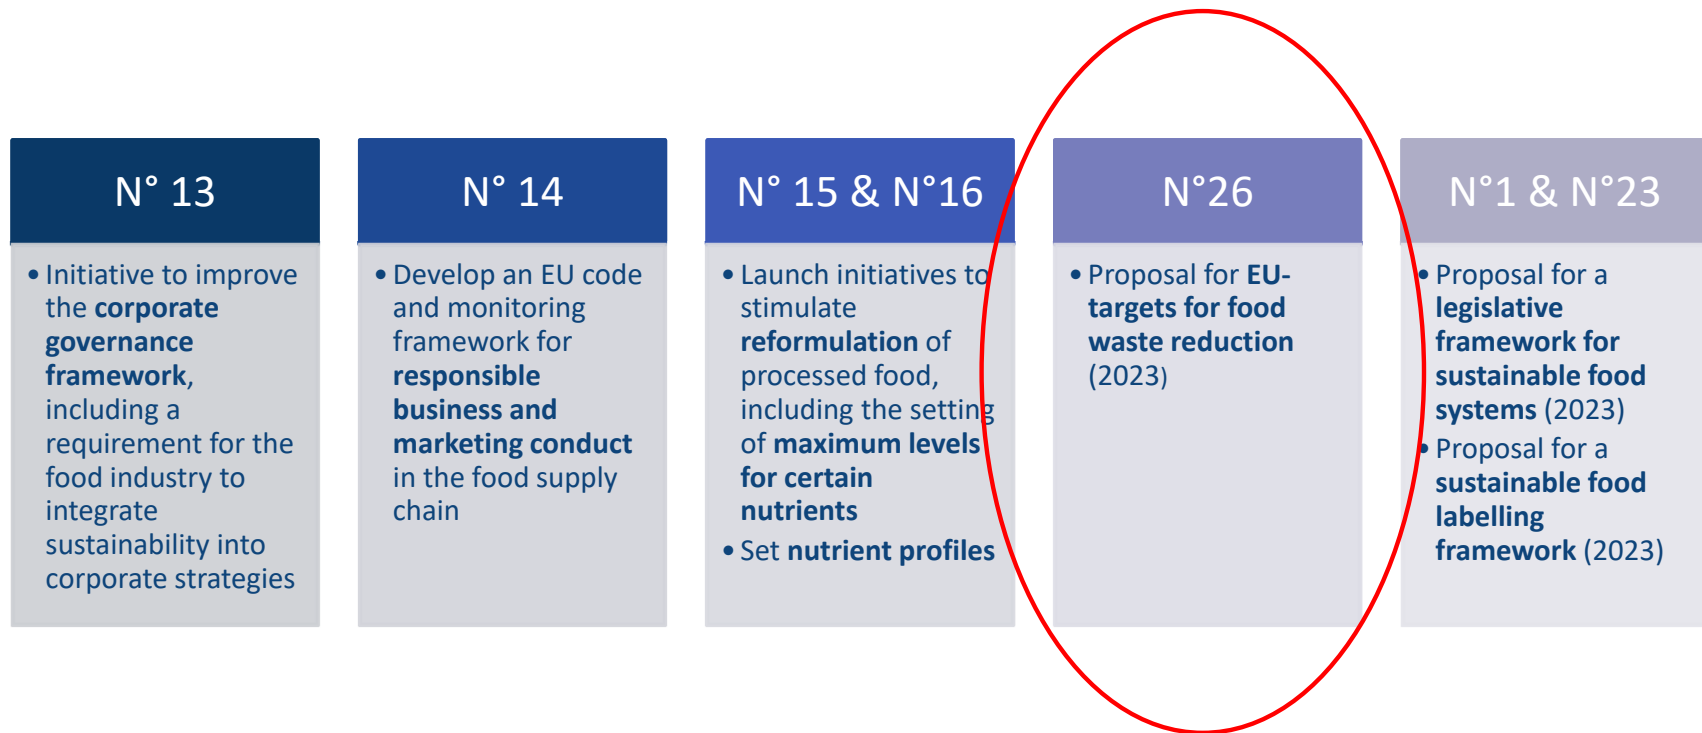 N° 13
• Initiative to improve
the corporate
governance
framework,
including a
requirement for the
food industry to
integrate
sustainability into
corporate strategies
N° 14
• Develop an EU code
and monitoring
framework for
responsible
business and
marketing conduct
in the food supply
chain
N° 15 & N°16
• Launch initiatives to
stimulate
reformulation of
processed food,
including the setting
of maximum levels
for certain
nutrients
• Set nutrient profiles
N°26
• Proposal for EU-
targets for food
waste reduction
(2023)
N°1 & N°23
• Proposal for a
legislative
framework for
sustainable food
systems (2023)
• Proposal for a
sustainable food
labelling
framework (2023)